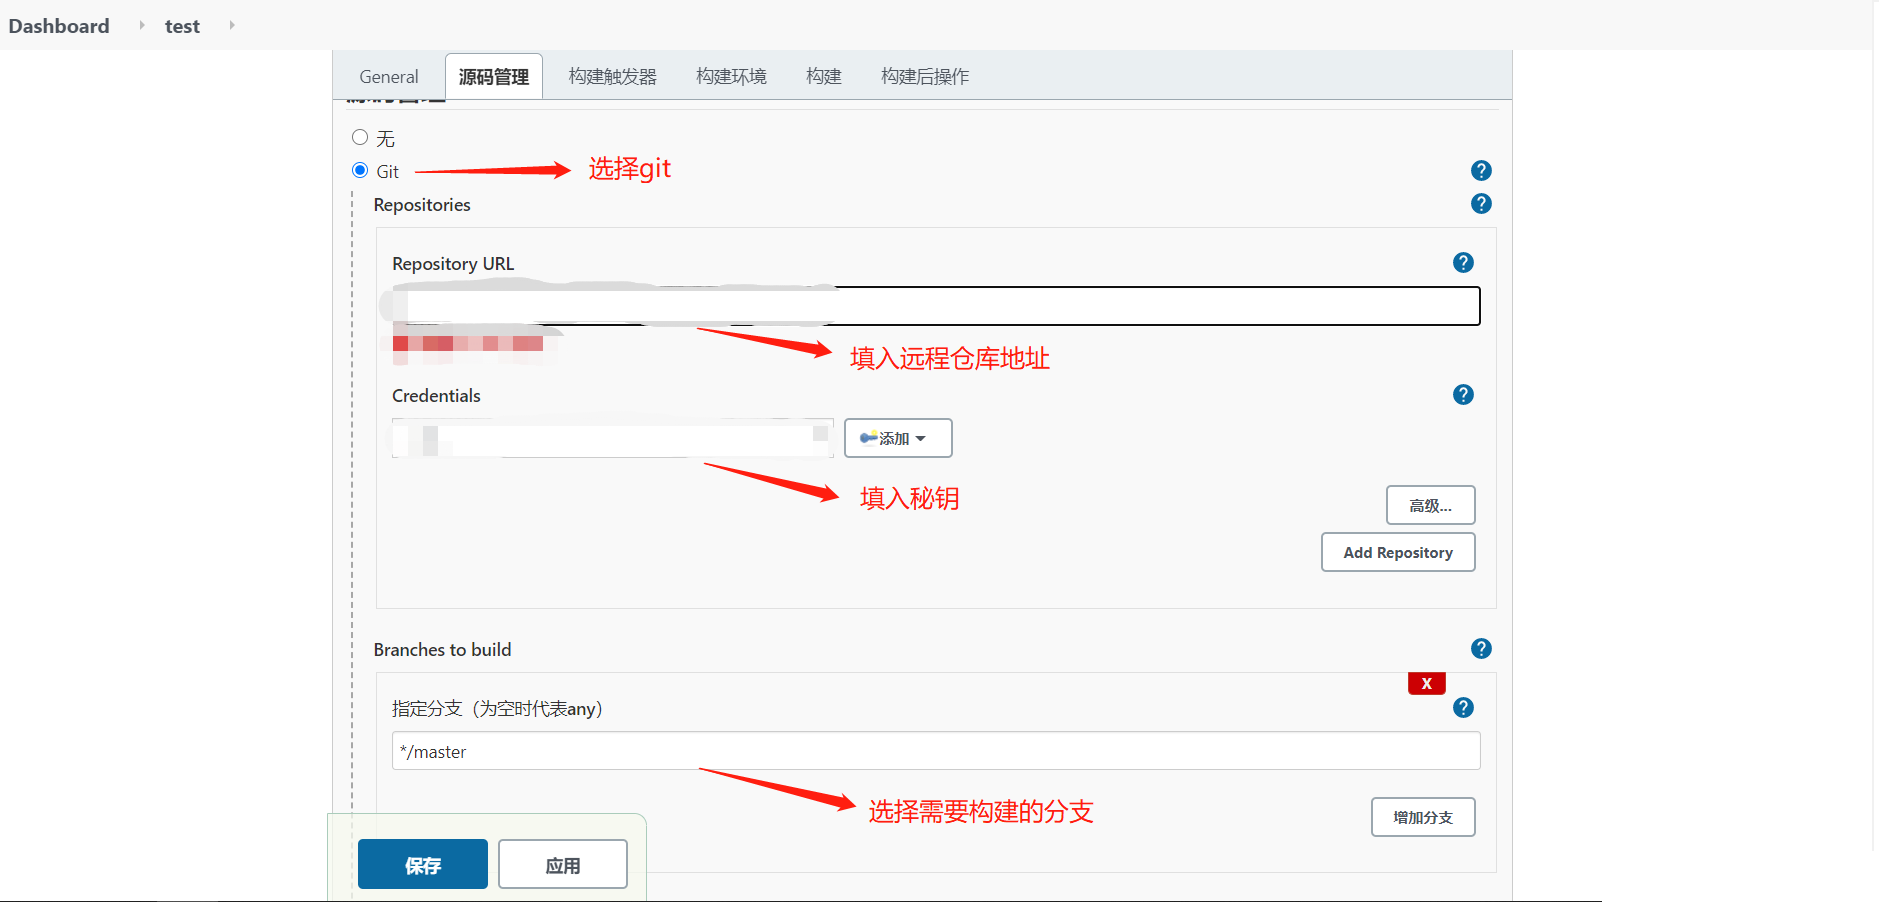 Dashboard test
General 源码管理 构建触发器 构建环境 构建 构建后操作
源码管理
无
Git 选择git
Repositories
Repository URL
填入远程仓库地址
Credentials
添加
填入秘钥
高级...
Add Repository
Branches to build
X
指定分支（为空时代表any）
*/master
选择需要构建的分支
增加分支
保存 应用